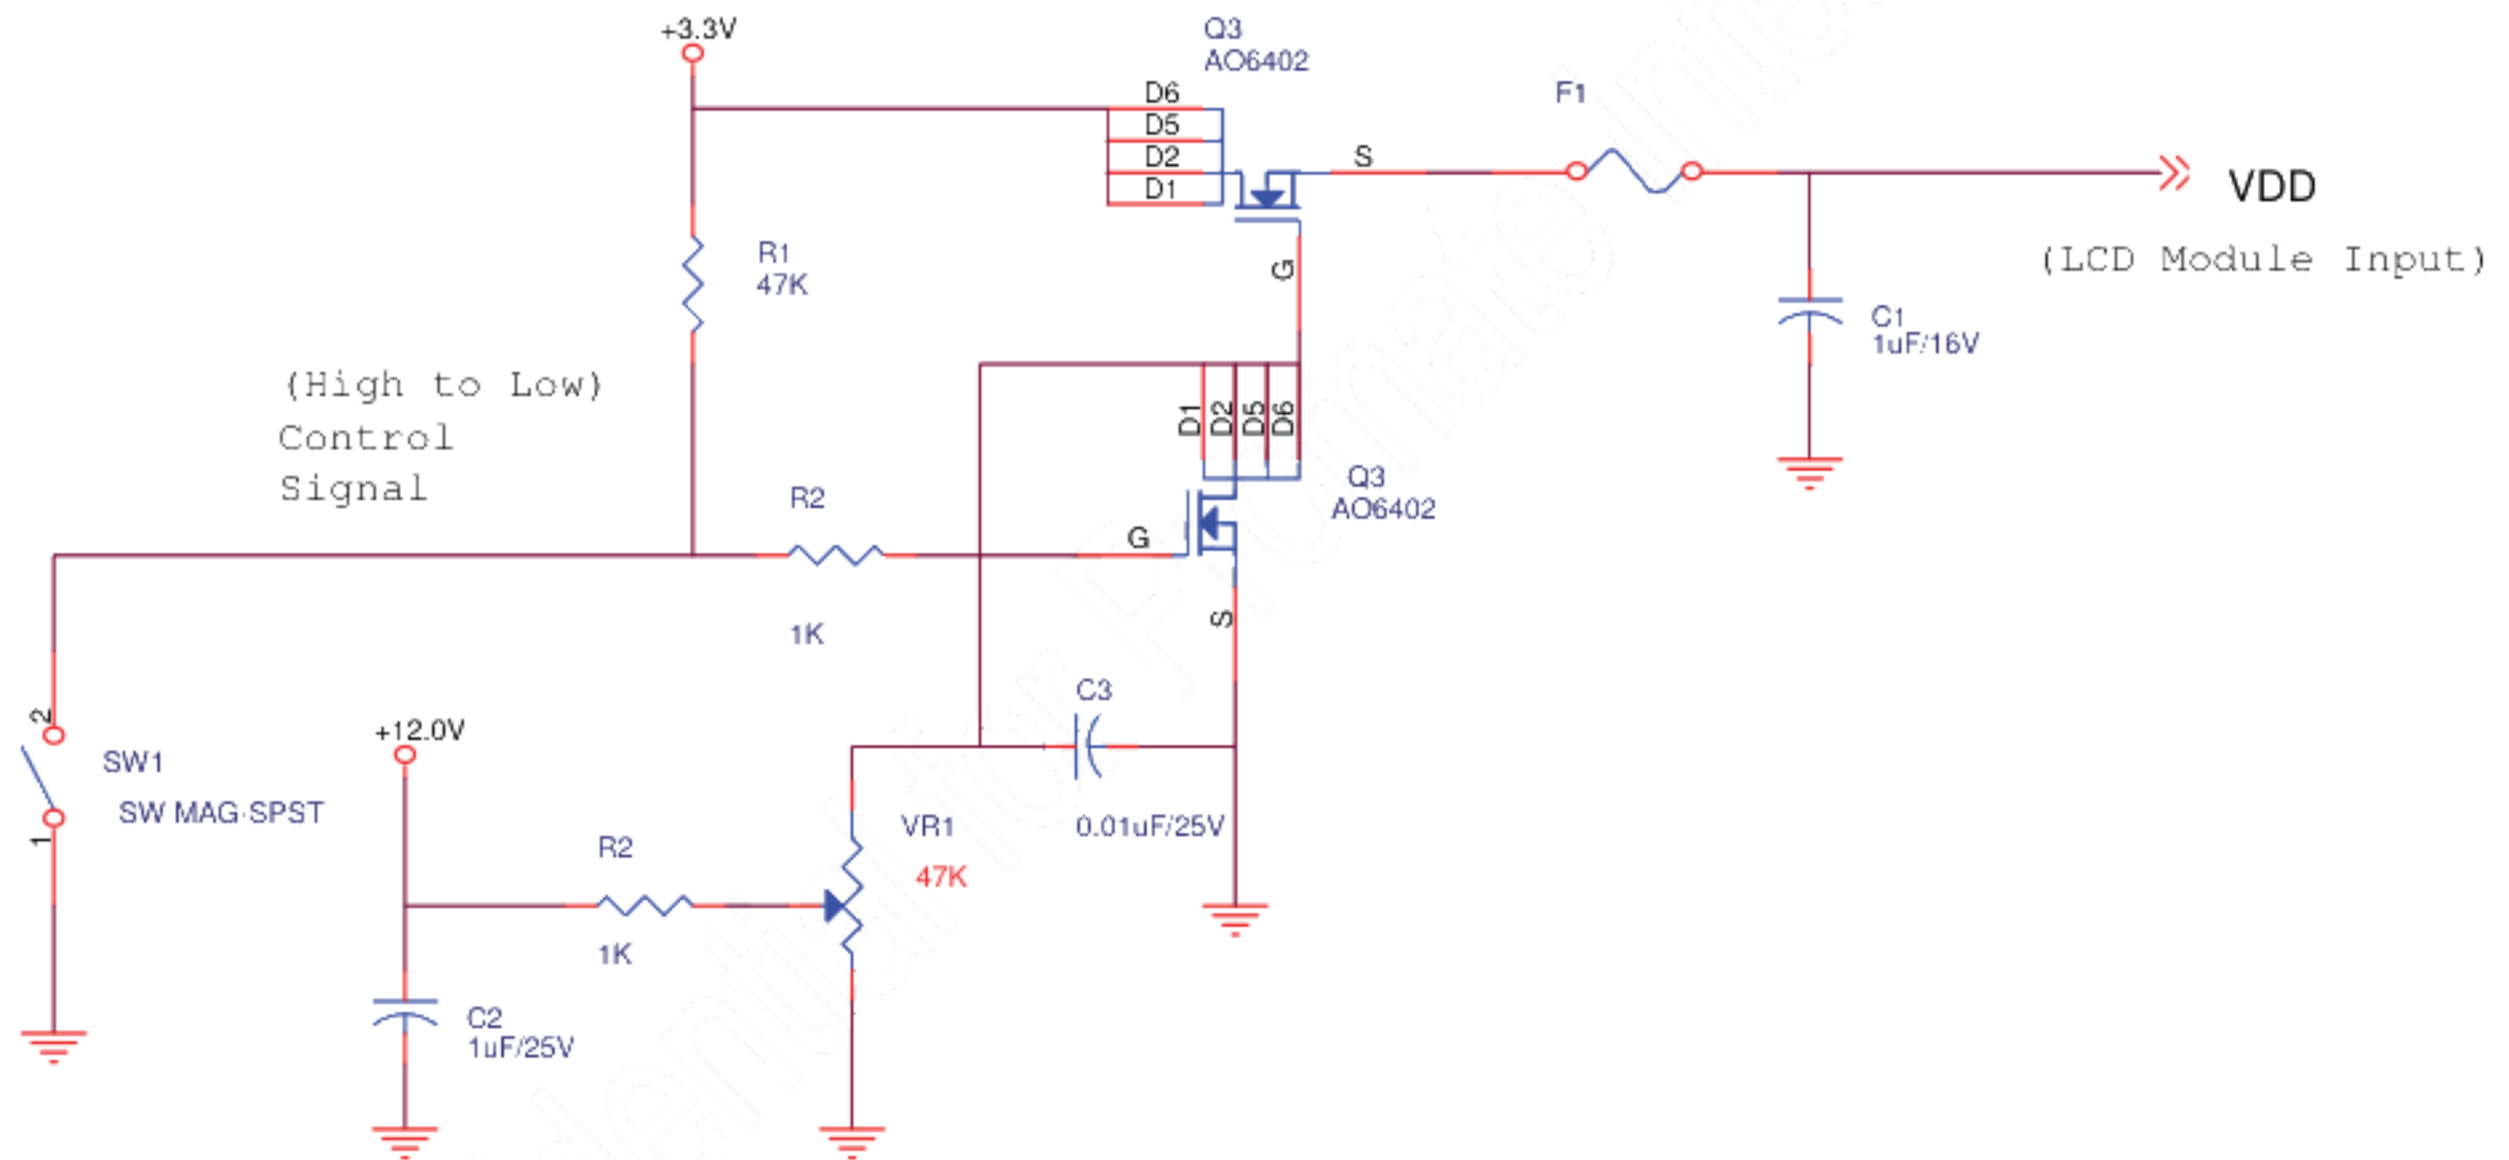 +3.3V
Q3
AO6402
D6
D5
D2
D1
S
G
F1
VDD
(LCD Module Input)
R1
47K
C1
1uF/16V
(High to Low)
Control
Signal
D1
D2
D5
D6
Q3
AO6402
R2
1K
G
S
2
1
SW1
SW MAG-SPST
+12.0V
C3
0.01uF/25V
VR1
47K
R2
1K
C2
1uF/25V